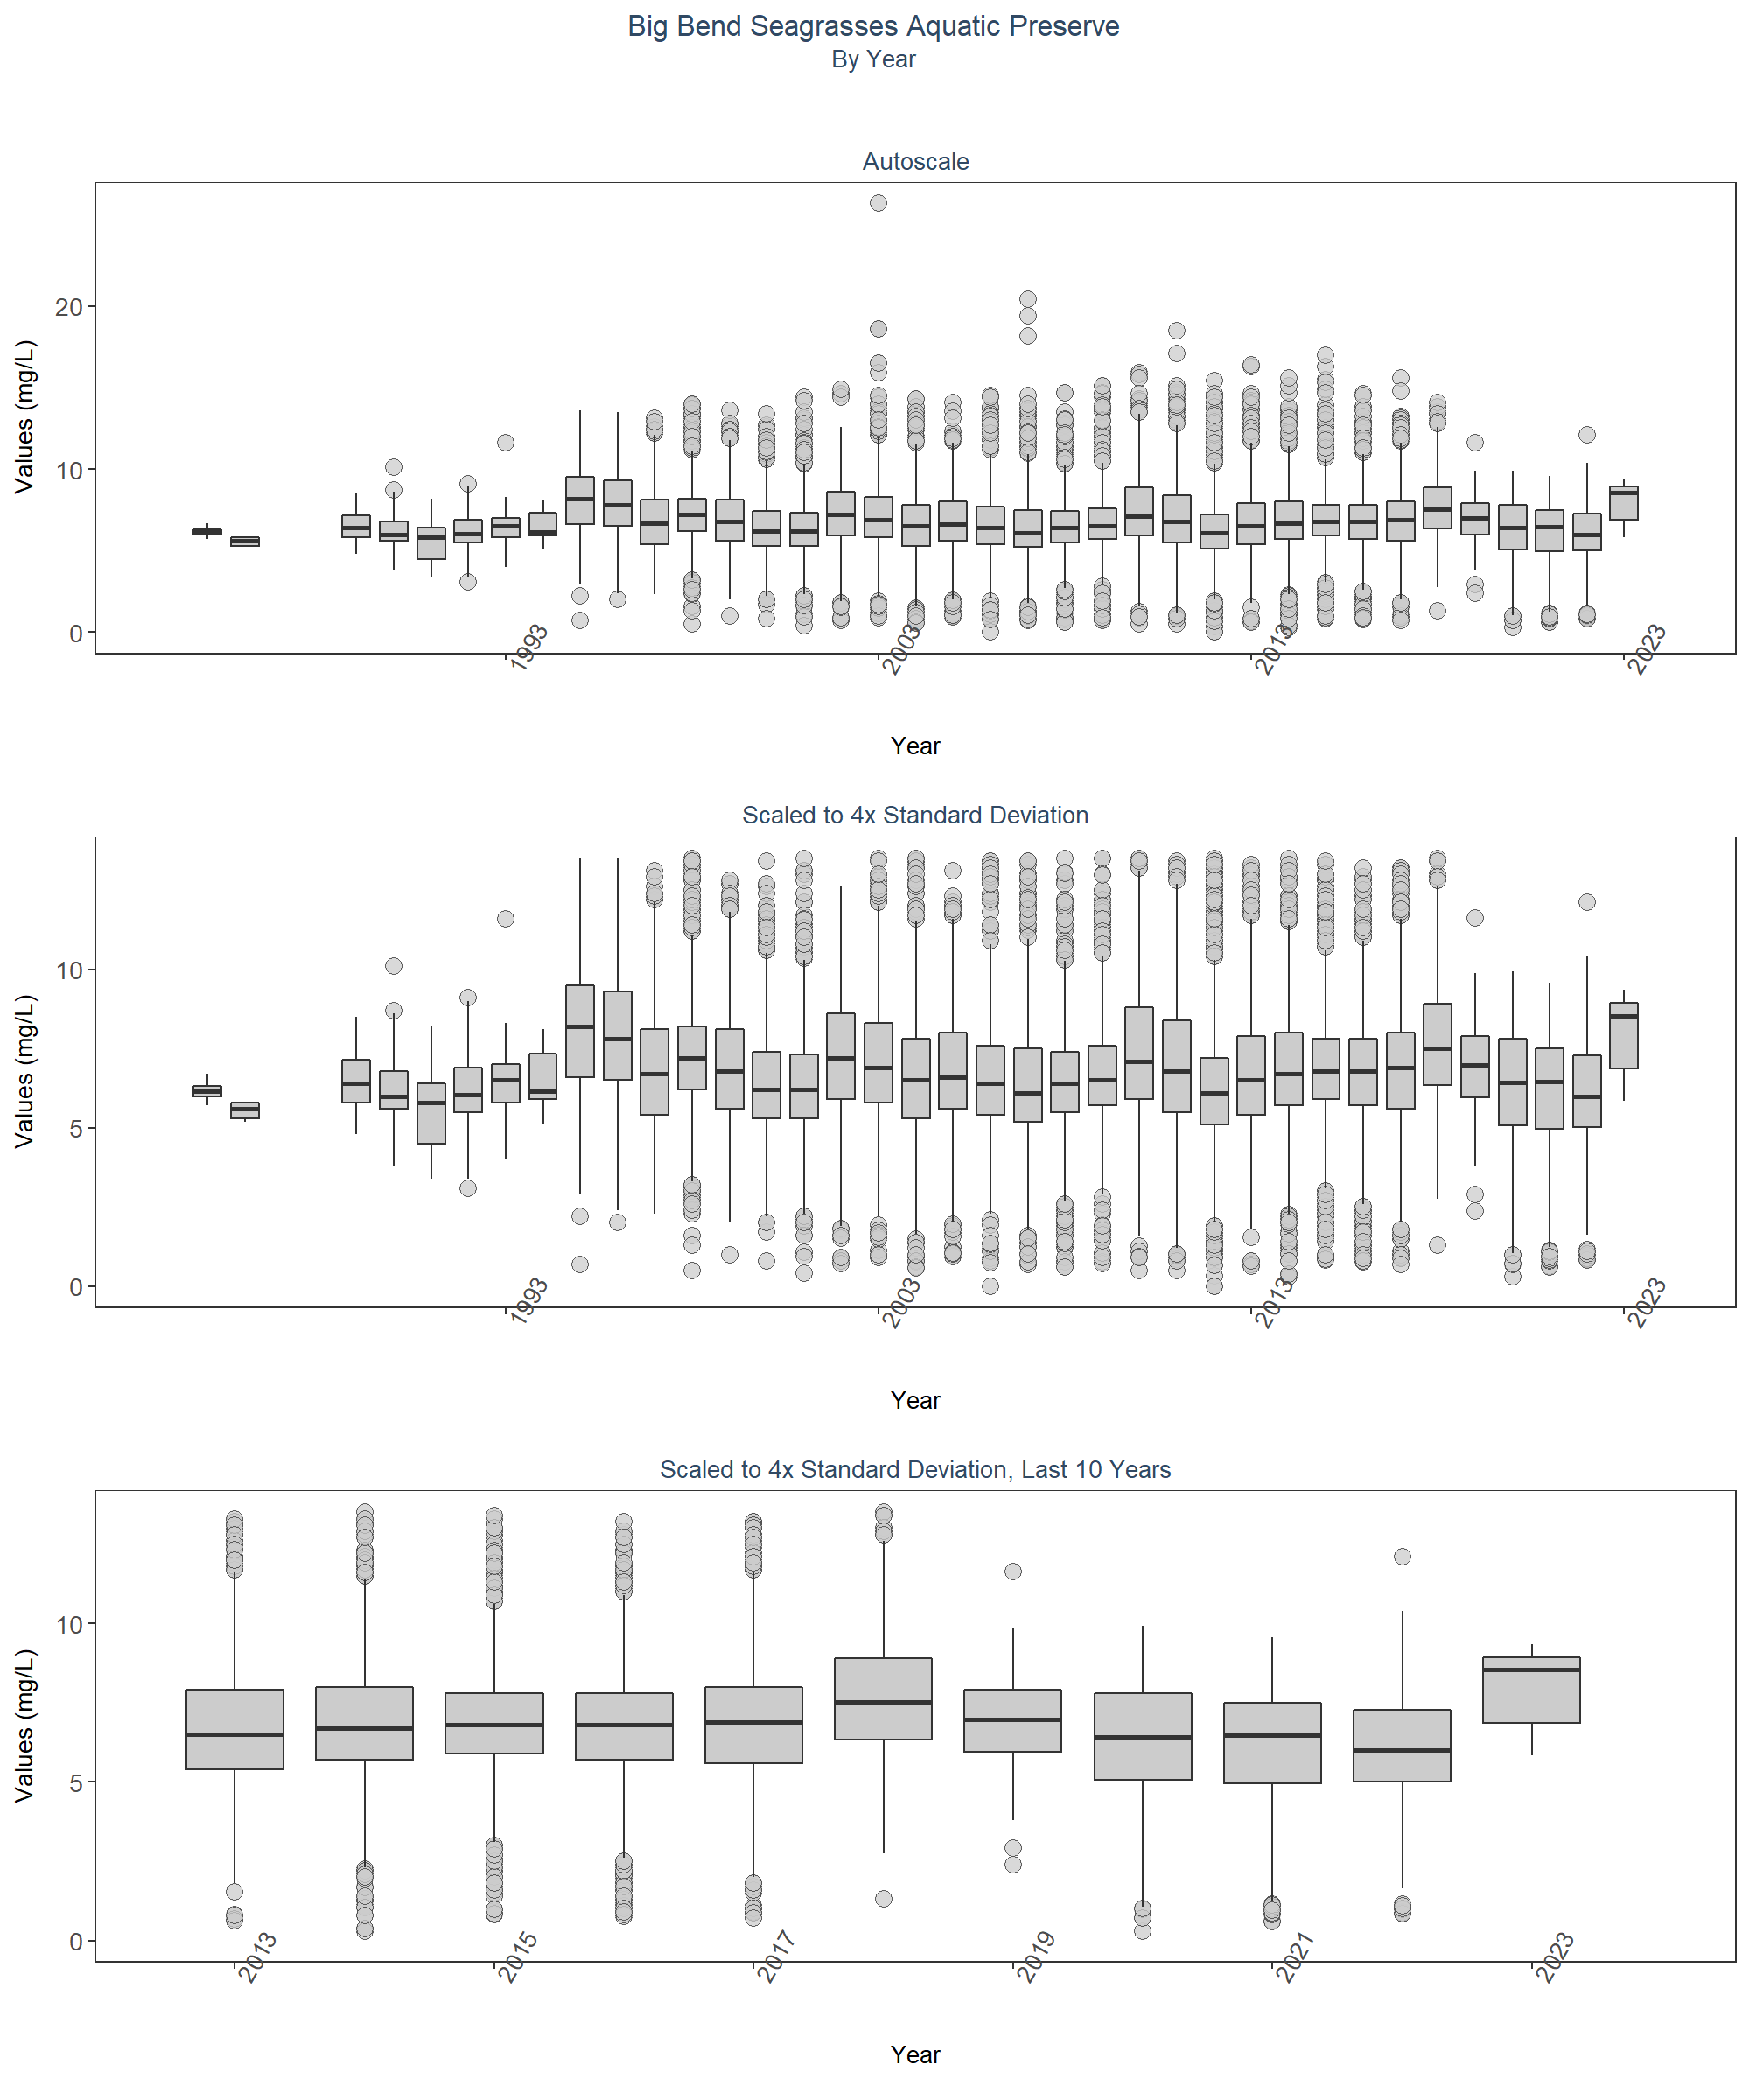 Big Bend Seagrasses Aquatic Preserve
By Year
Autoscale
Values (mg/L)
20
10
0
1993
2003
2013
2023
Year
Scaled to 4x Standard Deviation
Values (mg/L)
10
5
0
1993
2003
2013
2023
Year
Scaled to 4x Standard Deviation, Last 10 Years
Values (mg/L)
10
5
0
2013
2015
2017
2019
2021
2023
Year